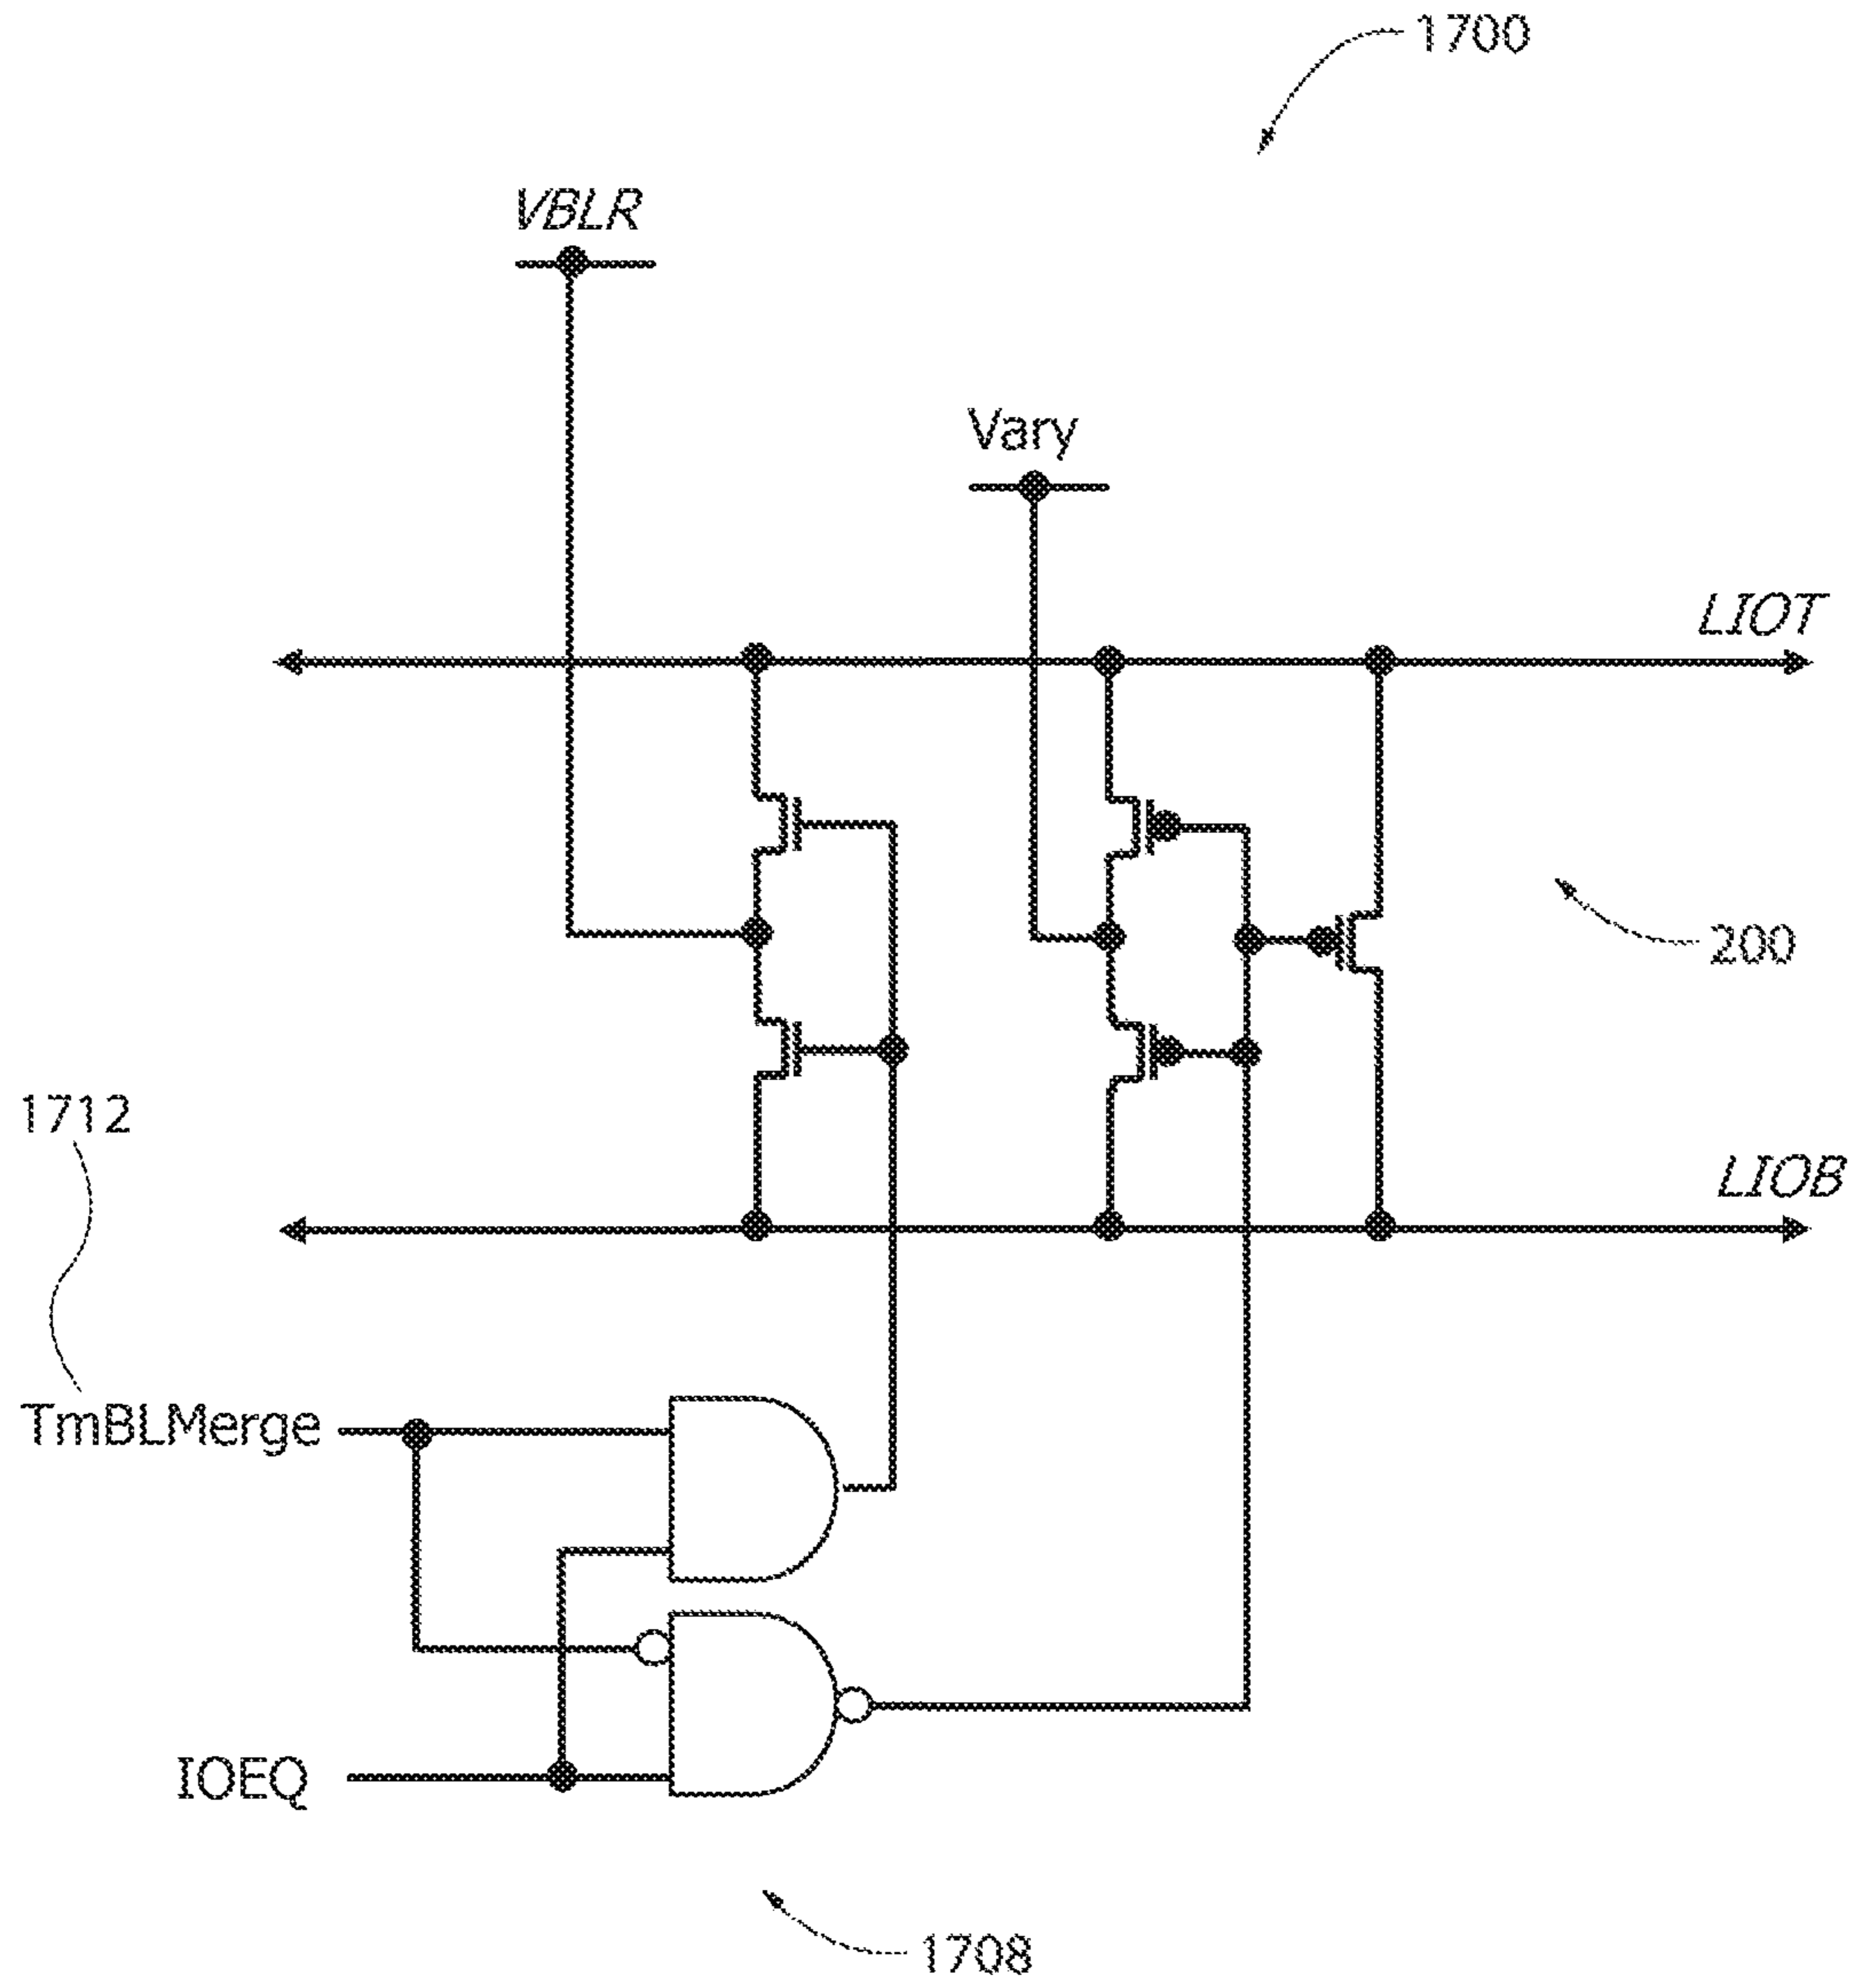 1700
VBLR
Vary
LIOT
200
1712
LIOB
TmBLMerge
IOEQ
1708